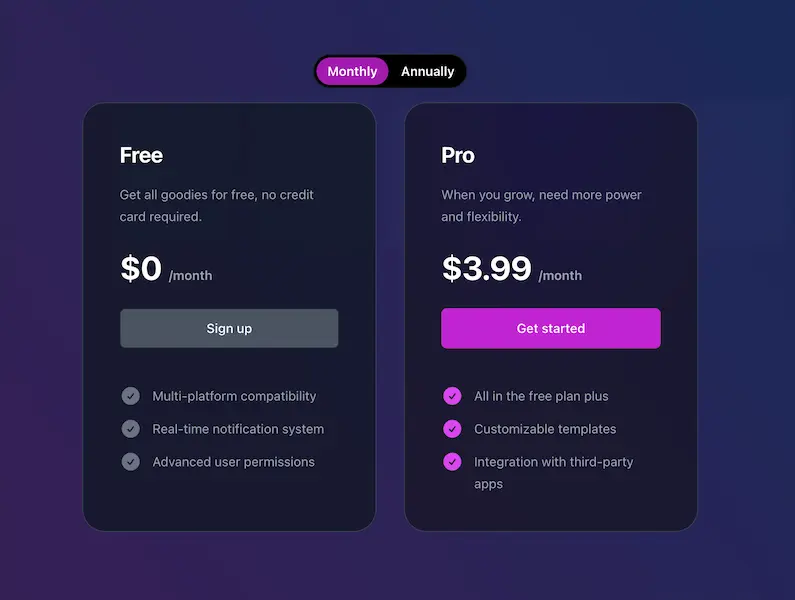 Monthly Annually
Free
Get all goodies for free, no credit
card required.
$0 /month
Sign up
Multi-platform compatibility
Real-time notification system
Advanced user permissions
Pro
When you grow, need more power
and flexibility.
$3.99 /month
Get started
All in the free plan plus
Customizable templates
Integration with third-party
apps